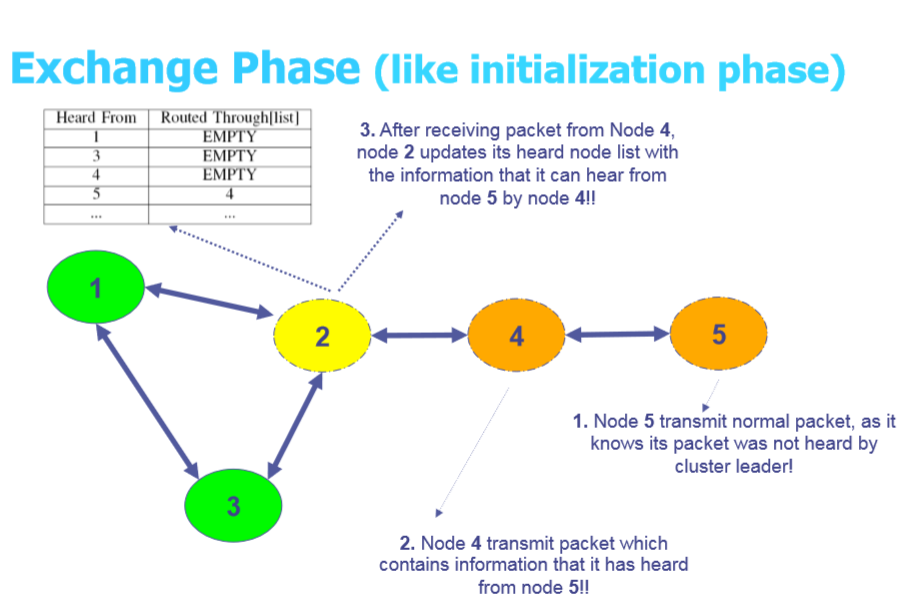 Exchange Phase (like initialization phase)
Heard From Routed Through[list]
1 EMPTY
3 EMPTY
4 EMPTY
5 4
... ...
3. After receiving packet from Node 4,
node 2 updates its heard node list with
the information that it can hear from
node 5 by node 4!!
1
2
4
5
3
1. Node 5 transmit normal packet, as it
knows its packet was not heard by
cluster leader!
2. Node 4 transmit packet which
contains information that it has heard
from node 5!!